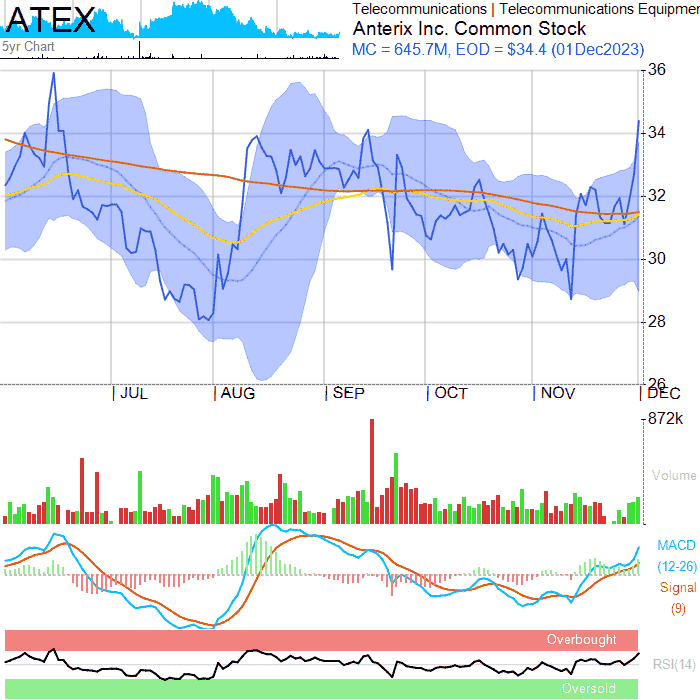 ATEX
Telecommunications | Telecommunications Equipmen
Anterix Inc. Common Stock
5yr Chart
MC = 645.7M, EOD = $34.4 (01Dec2023)
36
34
32
30
28
26
JUL AUG SEP OCT NOV DEC
872k
Volume
MACD
(12-26)
Signal
(9)
Overbought
RSI(14)
Oversold